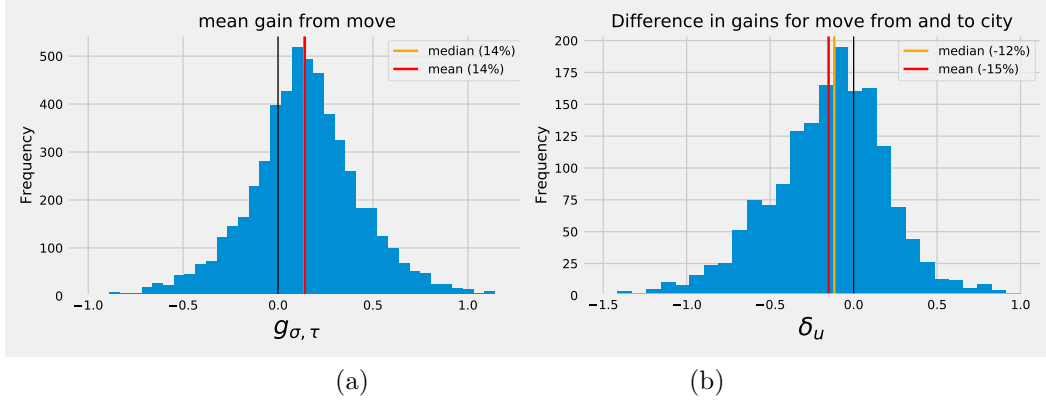 mean gain from move
Frequency
500
400
300
200
100
0
median (14%)
mean (14%)
−1.0 −0.5 0.0 0.5 1.0
gσ, τ
(a)
Difference in gains for move from and to city
Frequency
200
175
150
125
100
75
50
25
0
median (-12%)
mean (-15%)
−1.5 −1.0 −0.5 0.0 0.5 1.0
δu
(b)